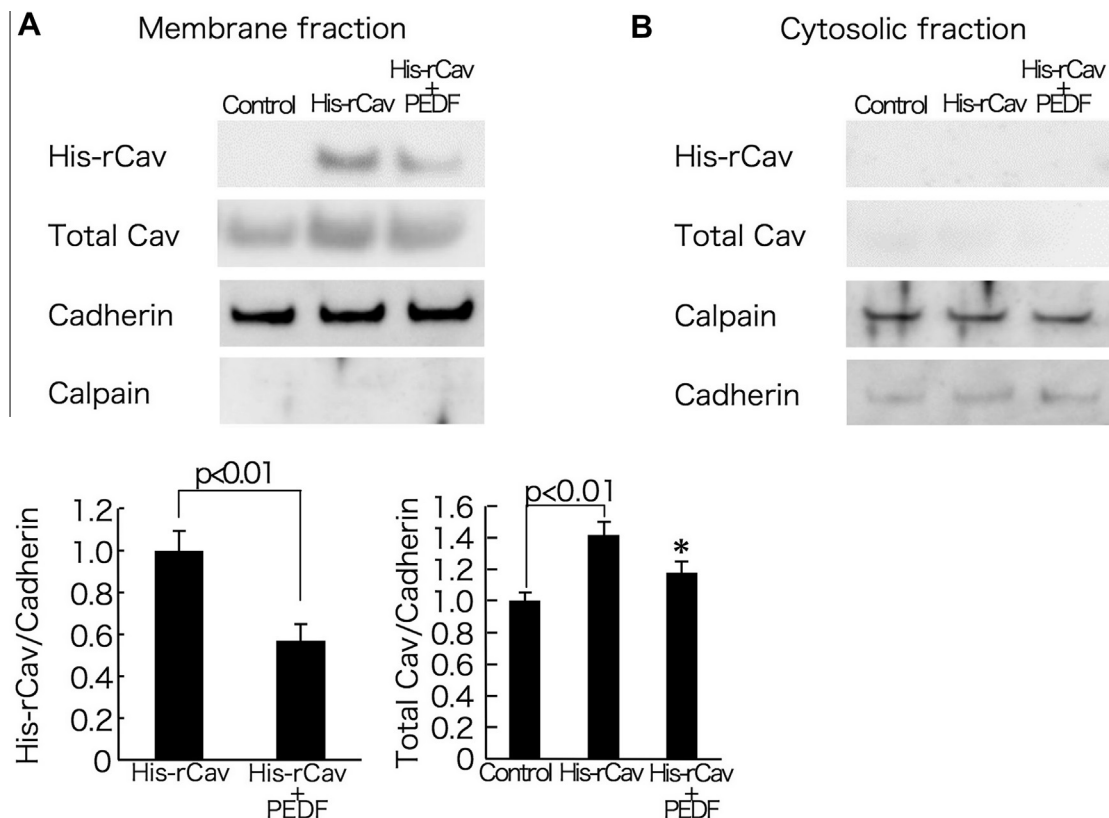 A
Membrane fraction
Control His-rCav His-rCav + PEDF
His-rCav
Total Cav
Cadherin
Calpain
B
Cytosolic fraction
Control His-rCav His-rCav + PEDF
His-rCav
Total Cav
Calpain
Cadherin
p<0.01
His-rCav/Cadherin
1.2
1.0
0.8
0.6
0.4
0.2
0
His-rCav His-rCav + PEDF
p<0.01
*
Total Cav/Cadherin
1.6
1.4
1.2
1.0
0.8
0.6
0.4
0.2
0
Control His-rCav His-rCav + PEDF